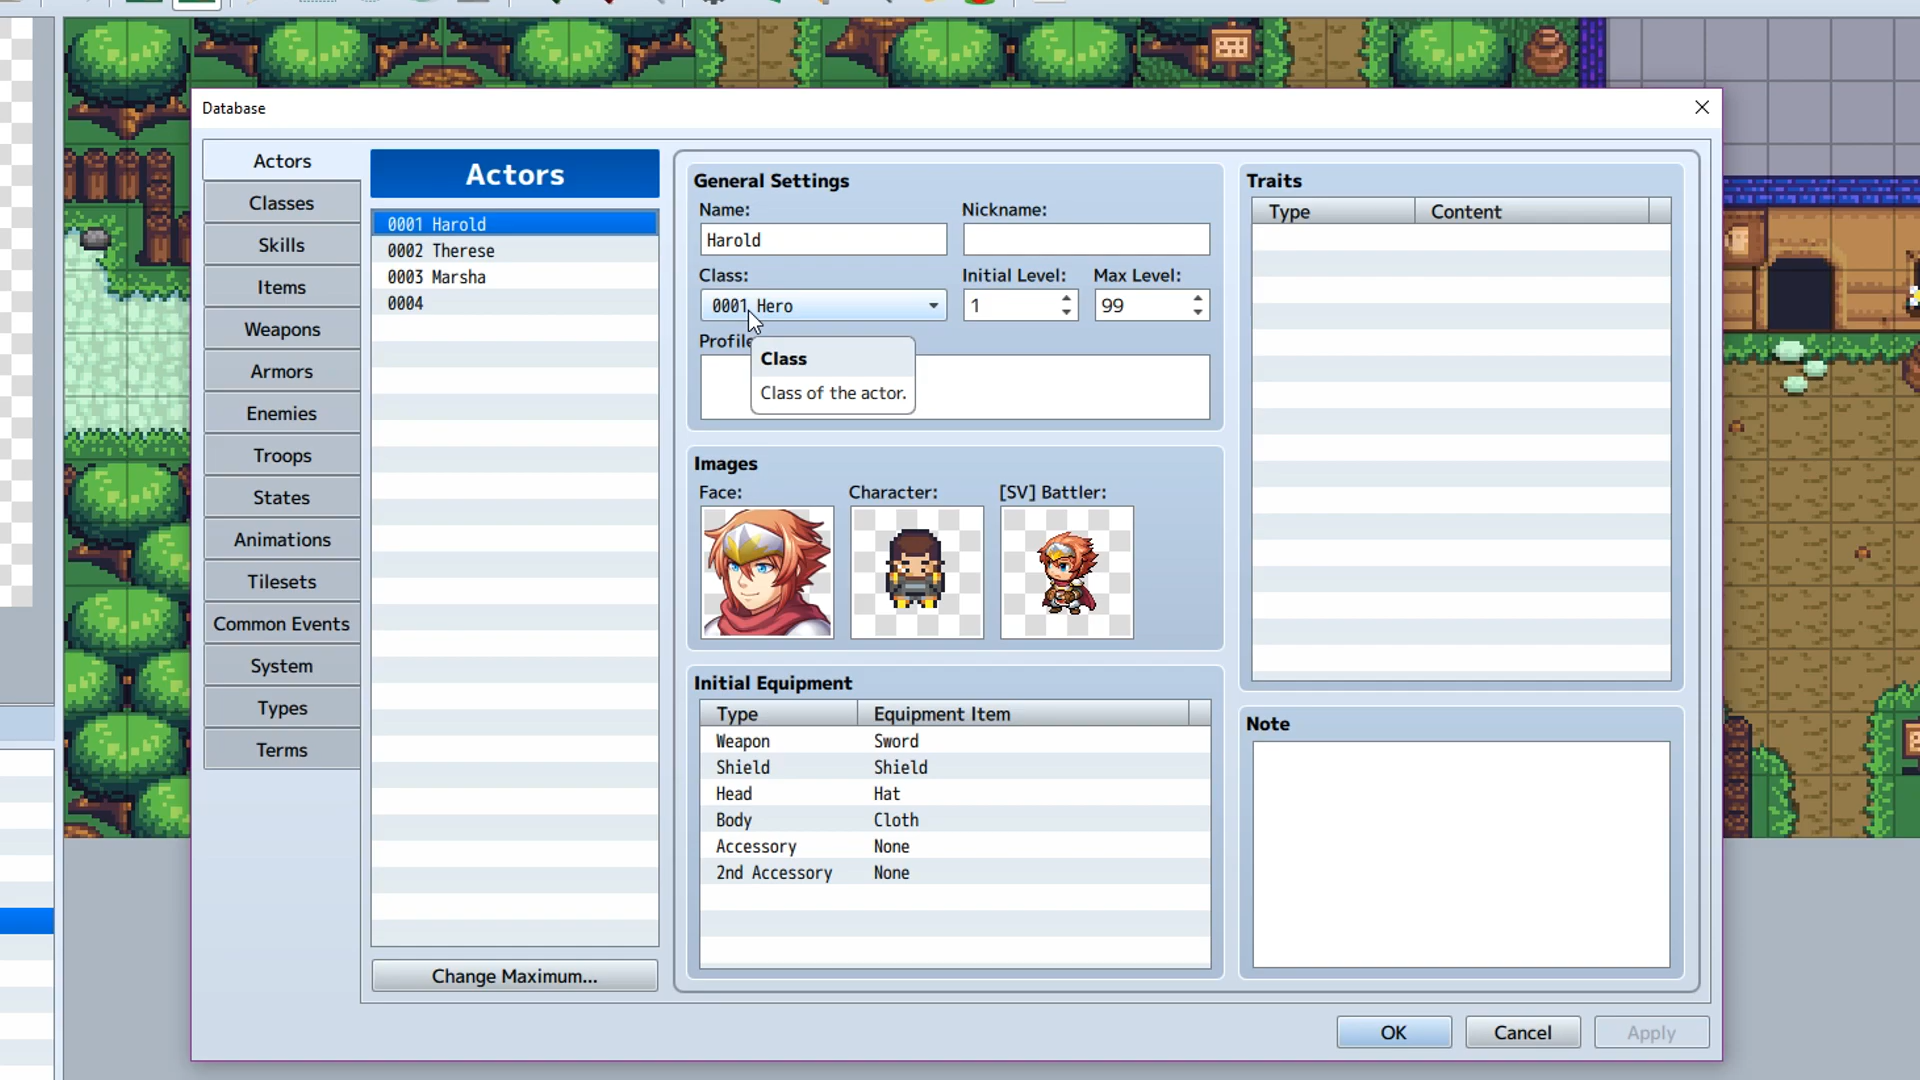 Database
Actors
Classes
Skills
Items
Weapons
Armors
Enemies
Troops
States
Animations
Tilesets
Common Events
System
Types
Terms
Actors
0001 Harold
0002 Therese
0003 Marsha
0004
Change Maximum...
General Settings
Name:
Nickname:
Harold
Class:
Initial Level:
Max Level:
0001 Hero
1
99
Profile
Class
Class of the actor.
Images
Face:
Character:
[SV] Battler:
Initial Equipment
Type
Equipment Item
Weapon
Sword
Shield
Shield
Head
Hat
Body
Cloth
Accessory
None
2nd Accessory
None
Traits
Type
Content
Note
OK
Cancel
Apply